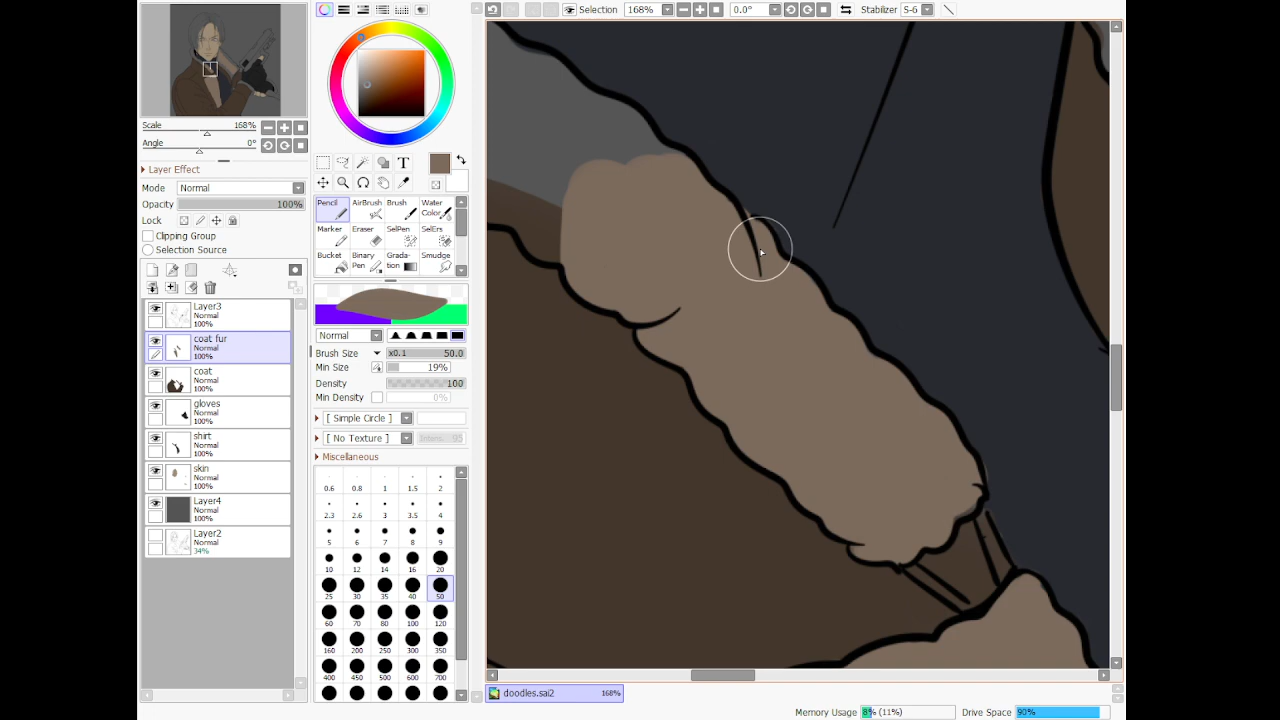 Selection 168% 0.0° Stabilizer S-6
Scale 168%
Angle 0°
Layer Effect
Mode Normal
Opacity 100%
Lock
Clipping Group
Selection Source
Layer3
Normal
100%
coat fur
Normal
100%
coat
Normal
100%
gloves
Normal
100%
shirt
Normal
100%
skin
Normal
100%
Layer4
Normal
100%
Layer2
Normal
34%
T
Pencil AirBrush Brush Water Color
Marker Eraser SelPen SelErs
Bucket Binary Pen Grada- tion Smudge
Normal
Brush Size x0.1 50.0
Min Size 19%
Density 100
Min Density 0%
[ Simple Circle ]
[ No Texture ] Intens. 95
Miscellaneous
0.6 0.8 1 1.5 2
2.3 2.6 3 3.5 4
5 6 7 8 9
10 12 14 16 20
25 30 35 40 50
60 70 80 100 120
160 200 250 300 350
400 450 500 600 700
doodles.sai2 168%
Memory Usage 8% (11%) Drive Space 90%